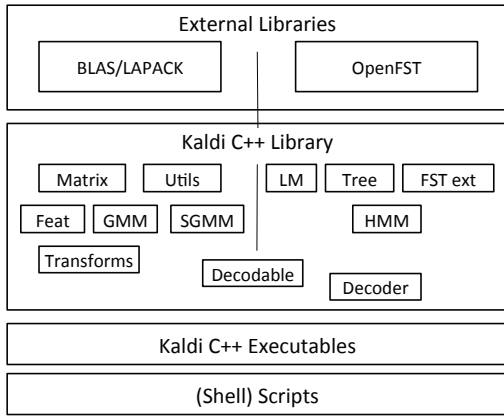 External Libraries
BLAS/LAPACK
OpenFST
Kaldi C++ Library
Matrix
Utils
LM
Tree
FST ext
Feat
GMM
SGMM
HMM
Transforms
Decodable
Decoder
Kaldi C++ Executables
(Shell) Scripts